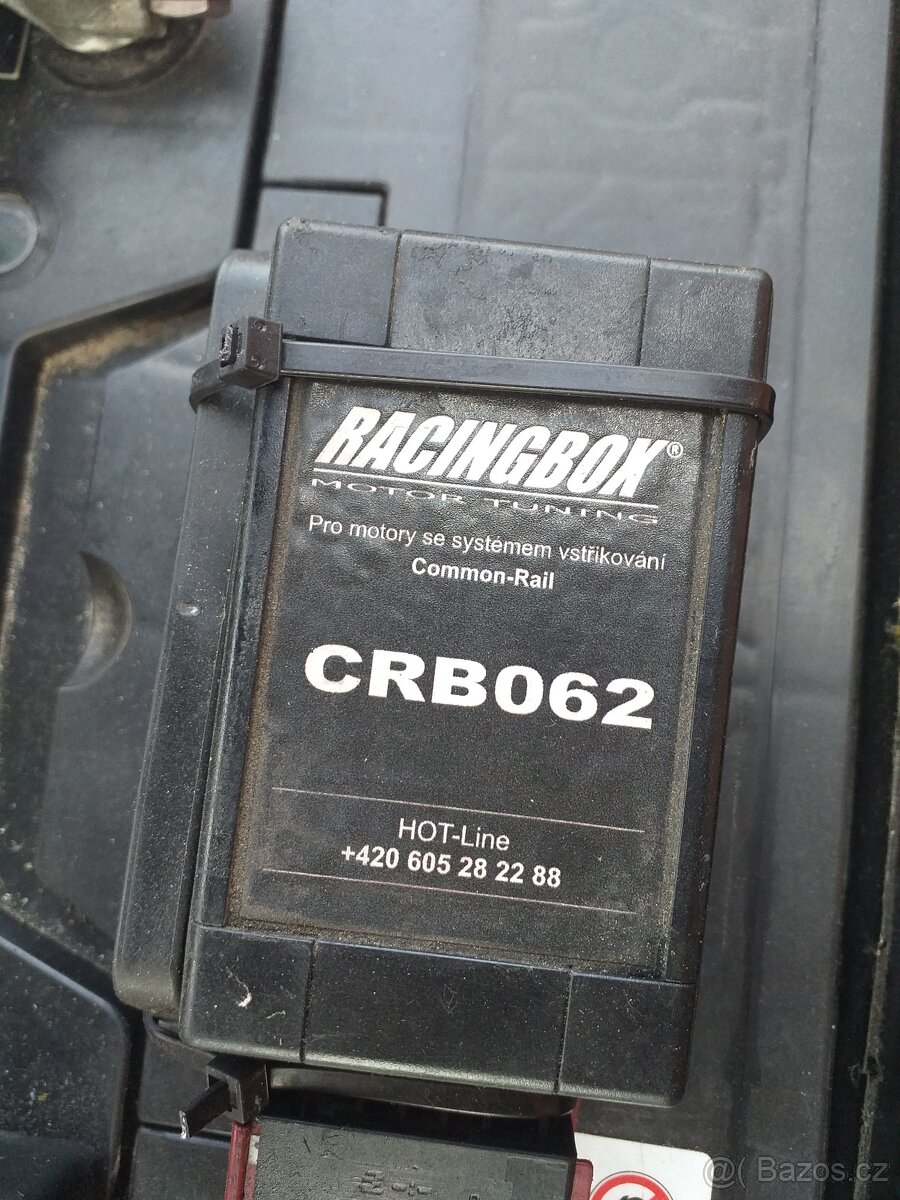 RACINGBOX®
MOTOR TUNING
Pro motory se systémem vstřikování
Common-Rail
CRB062
HOT-Line
+420 605 28 22 88
@( Bazos.cz